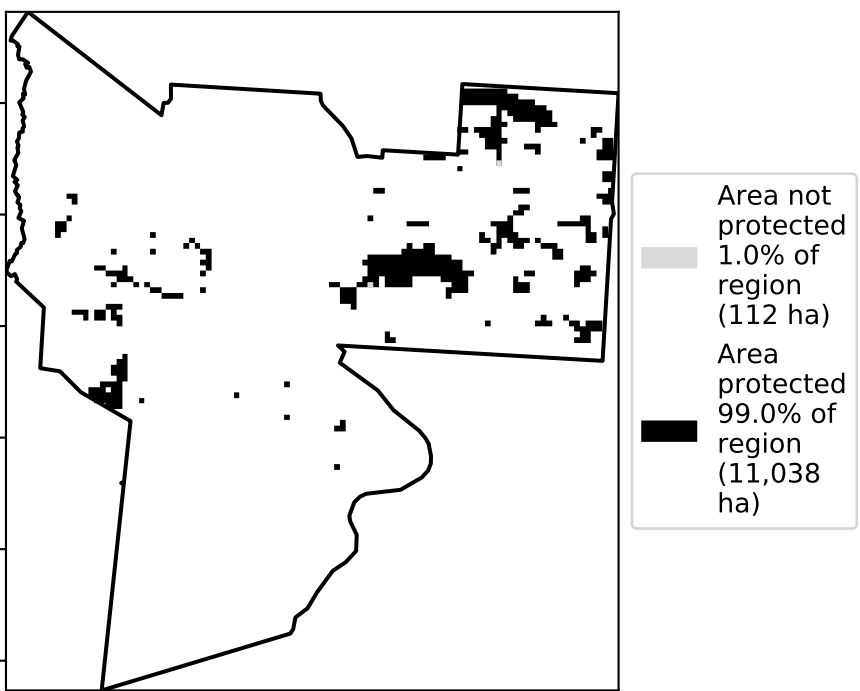 Area not
protected
1.0% of
region
(112 ha)
Area
protected
99.0% of
region
(11,038
ha)